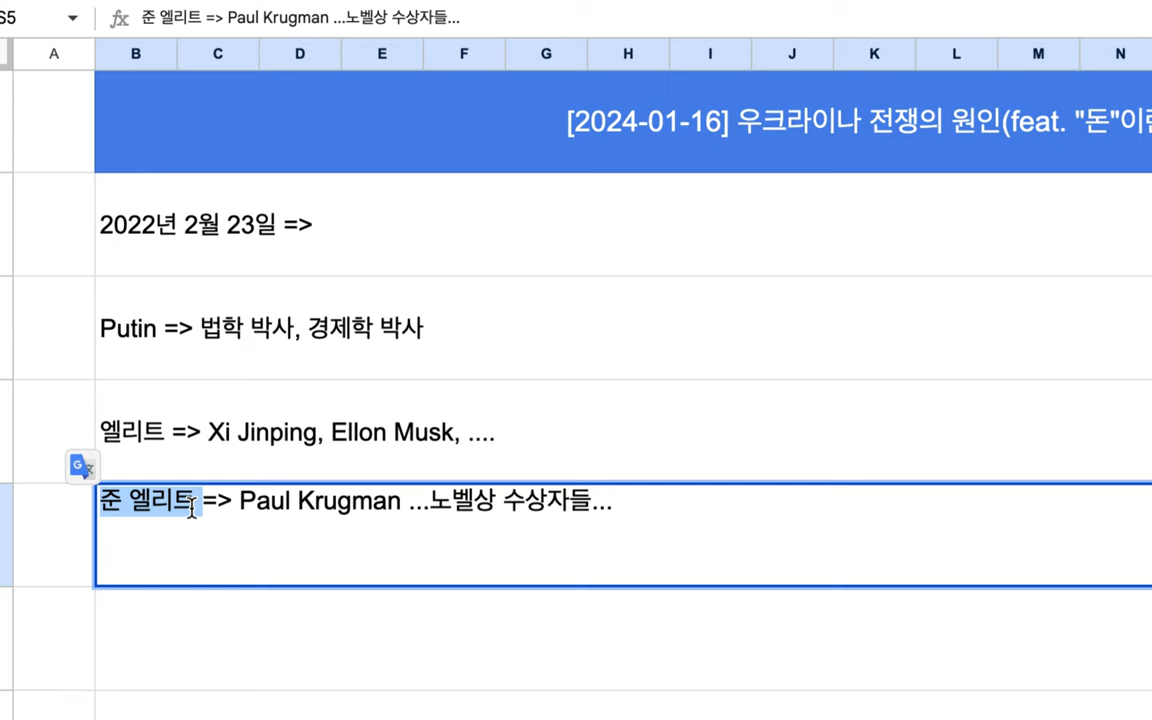 S5 fx 준 엘리트 => Paul Krugman ...노벨상 수상자들...
A B C D E F G H I J K L M N
[2024-01-16] 우크라이나 전쟁의 원인(feat. "돈"이
2022년 2월 23일 =>
Putin => 법학 박사, 경제학 박사
엘리트 => Xi Jinping, Ellon Musk, ....
준 엘리트 => Paul Krugman ...노벨상 수상자들...